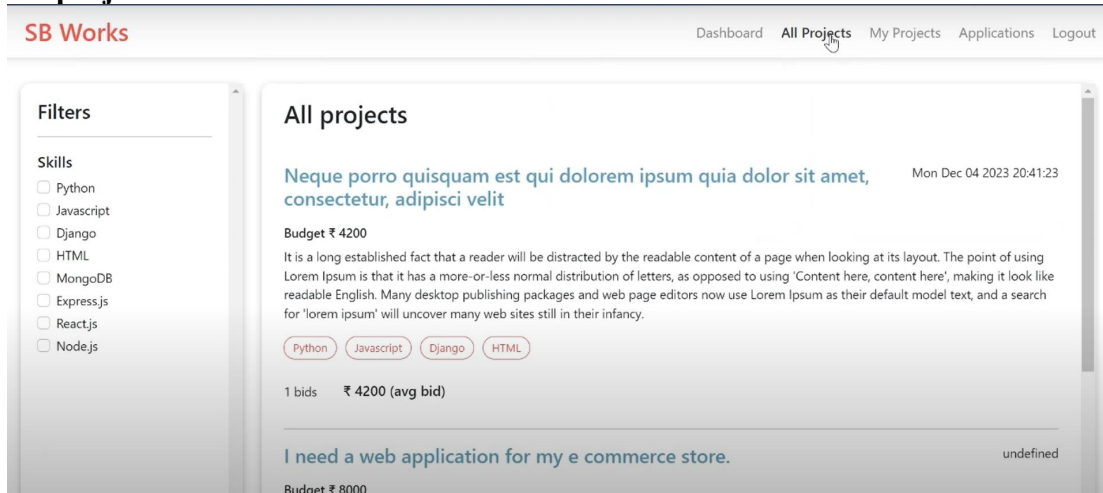 SB Works
Dashboard All Projects My Projects Applications Logout
Filters
Skills
Python
Javascript
Django
HTML
MongoDB
Express.js
React.js
Node.js
All projects
Neque porro quisquam est qui dolorem ipsum quia dolor sit amet,
consectetur, adipisci velit
Mon Dec 04 2023 20:41:23
Budget ₹ 4200
It is a long established fact that a reader will be distracted by the readable content of a page when looking at its layout. The point of using
Lorem Ipsum is that it has a more-or-less normal distribution of letters, as opposed to using 'Content here, content here', making it look like
readable English. Many desktop publishing packages and web page editors now use Lorem Ipsum as their default model text, and a search
for 'lorem ipsum' will uncover many web sites still in their infancy.
Python Javascript Django HTML
1 bids ₹ 4200 (avg bid)
I need a web application for my e commerce store.
undefined
Budget ₹ 8000